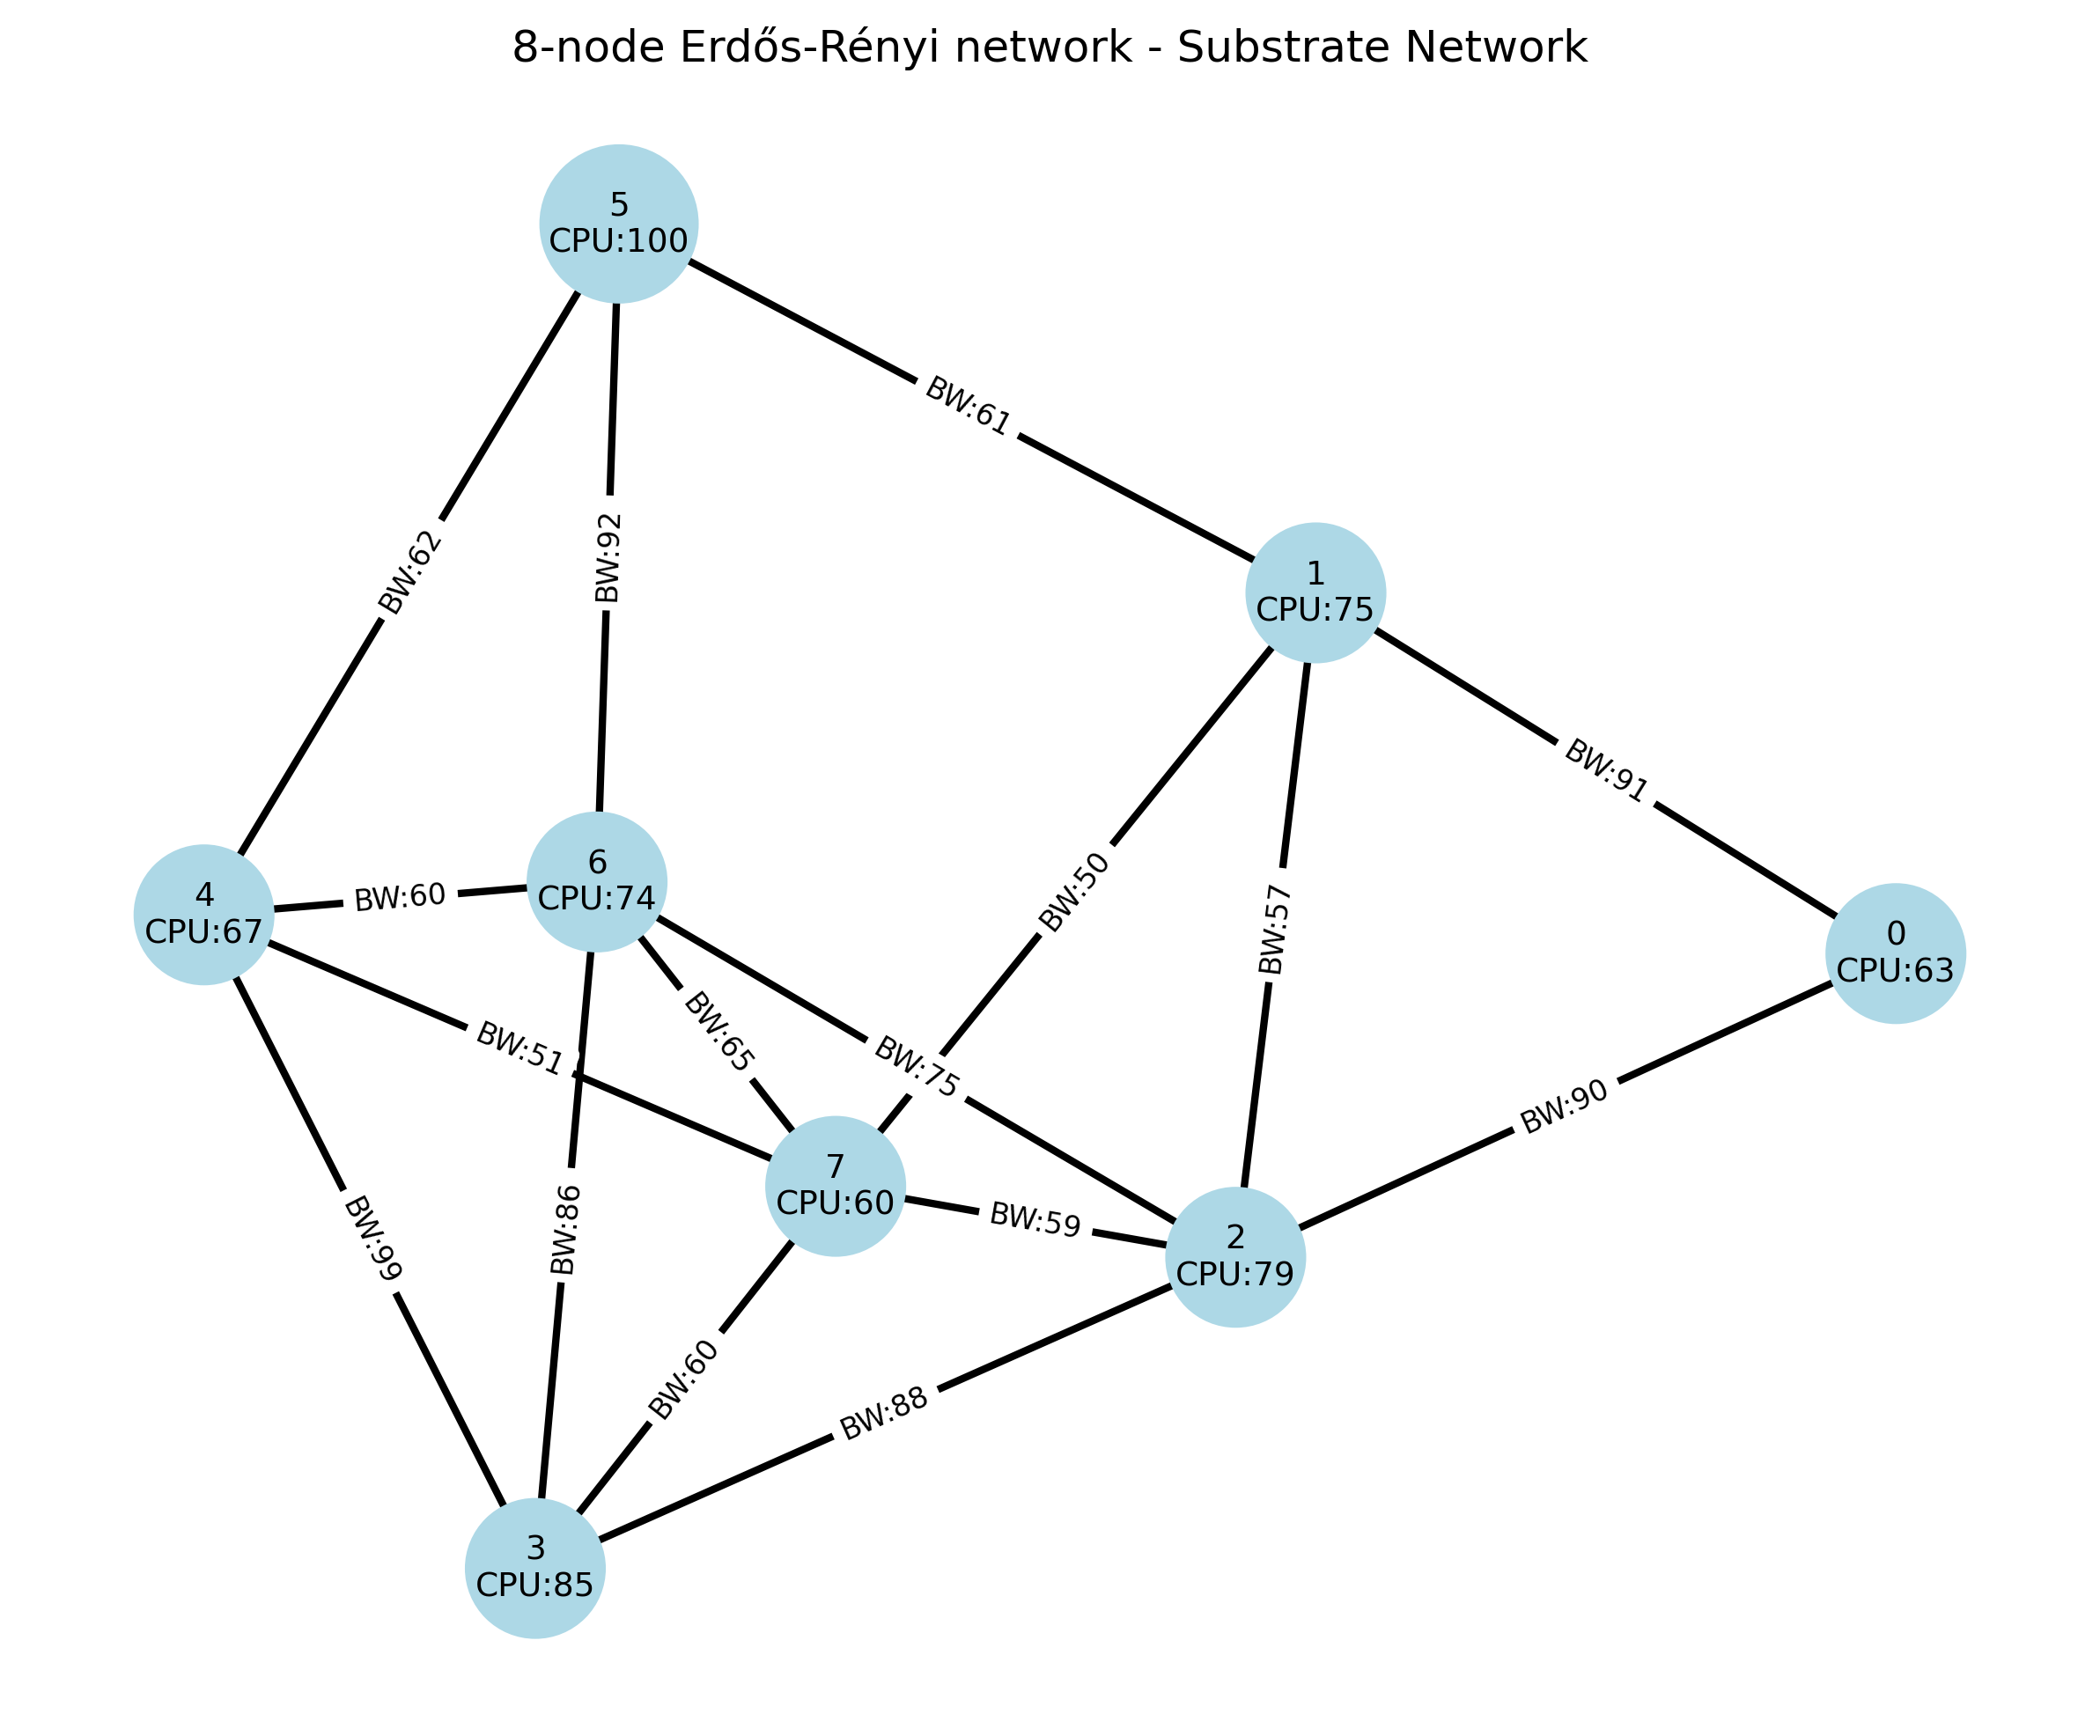 8-node Erdős-Rényi network - Substrate Network
5
CPU:100
BW:61
BW:62
BW:92
1
CPU:75
BW:91
6
CPU:74
4
CPU:67
BW:60
BW:50
BW:57
0
CPU:63
BW:51
BW:65
BW:75
BW:90
7
CPU:60
BW:59
2
CPU:79
BW:99
BW:86
BW:60
BW:88
3
CPU:85